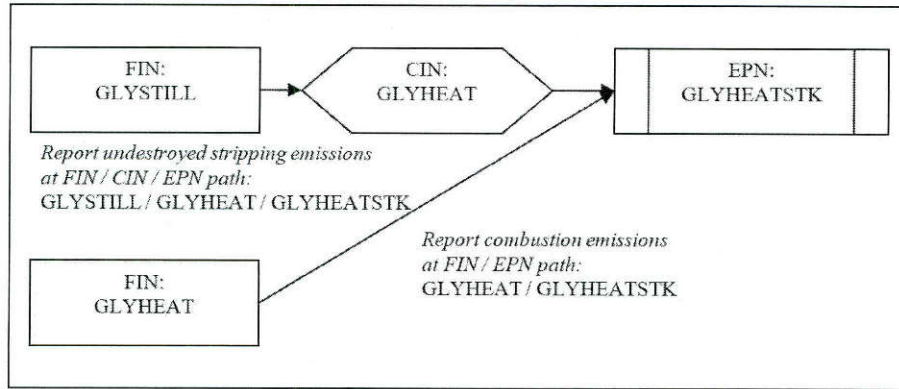 FIN:
GLYSTILL
CIN:
GLYHEAT
EPN:
GLYHEATSTK
Report undestroyed stripping emissions
at FIN / CIN / EPN path:
GLYSTILL / GLYHEAT / GLYHEATSTK
Report combustion emissions
at FIN / EPN path:
GLYHEAT / GLYHEATSTK
FIN:
GLYHEAT